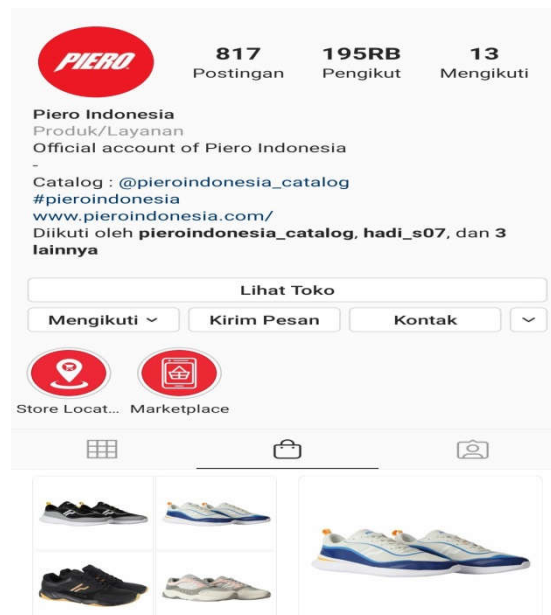 PIERO
817 195RB 13
Postingan Pengikut Mengikuti
Piero Indonesia
Produk/Layanan
Official account of Piero Indonesia
-
Catalog : @pieroindonesia_catalog
#pieroindonesia
www.pieroindonesia.com/
Diikuti oleh pieroindonesia_catalog, hadi_s07, dan 3
lainnya
Lihat Toko
Mengikuti Kirim Pesan Kontak
Store Locat... Marketplace